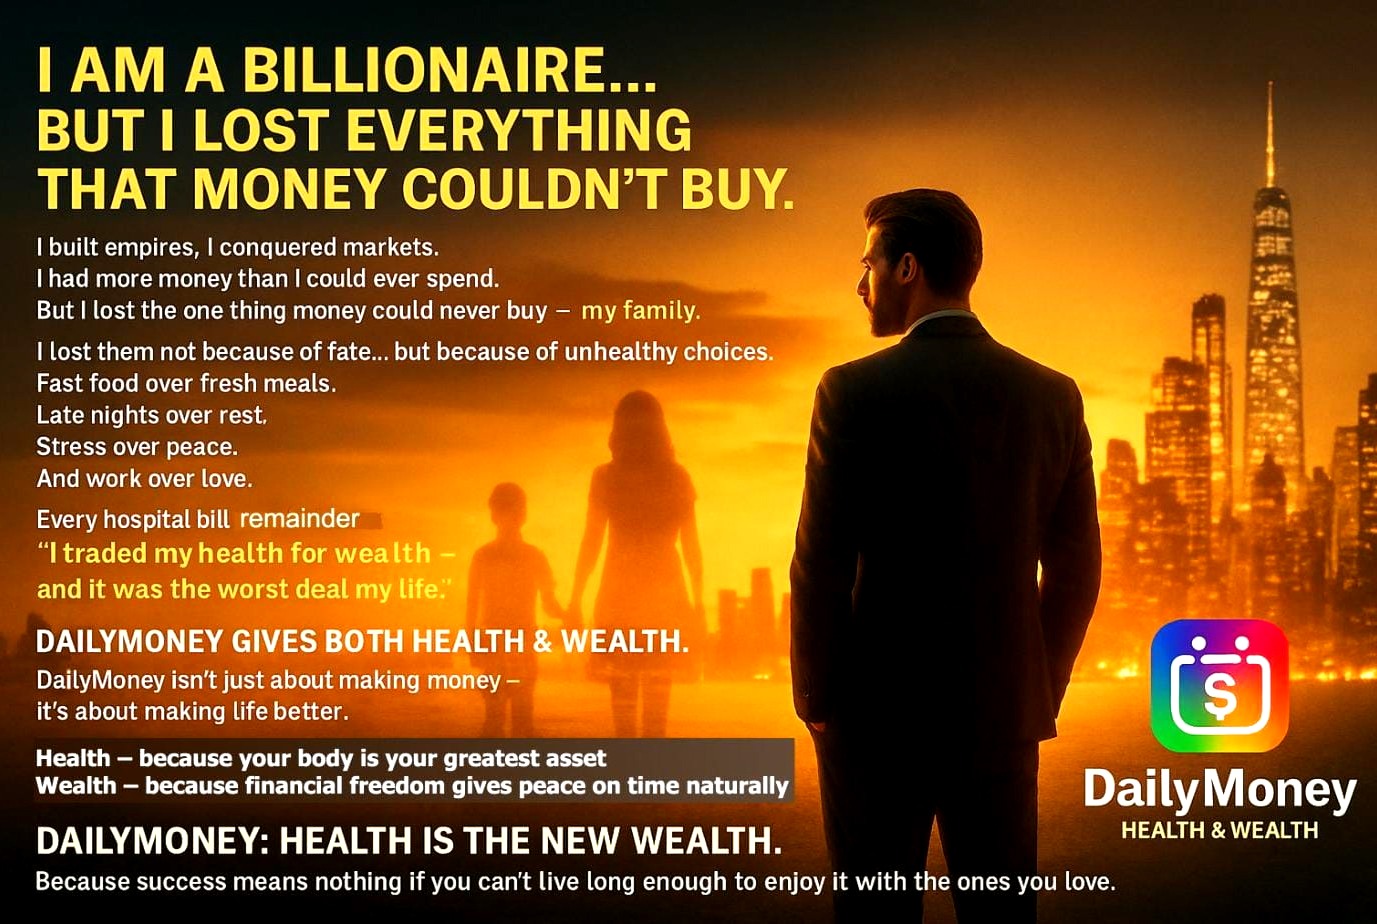 I AM A BILLIONAIRE...
BUT I LOST EVERYTHING
THAT MONEY COULDN'T BUY.
I built empires, I conquered markets.
I had more money than I could ever spend.
But I lost the one thing money could never buy – my family.
I lost them not because of fate... but because of unhealthy choices.
Fast food over fresh meals.
Late nights over rest.
Stress over peace.
And work over love.
Every hospital bill remainder
“I traded my health for wealth –
and it was the worst deal my life.”
DAILYMONEY GIVES BOTH HEALTH & WEALTH.
DailyMoney isn't just about making money –
it's about making life better.
Health – because your body is your greatest asset
Wealth – because financial freedom gives peace on time naturally
DAILYMONEY: HEALTH IS THE NEW WEALTH.
Because success means nothing if you can't live long enough to enjoy it with the ones you love.
$
DailyMoney
HEALTH & WEALTH